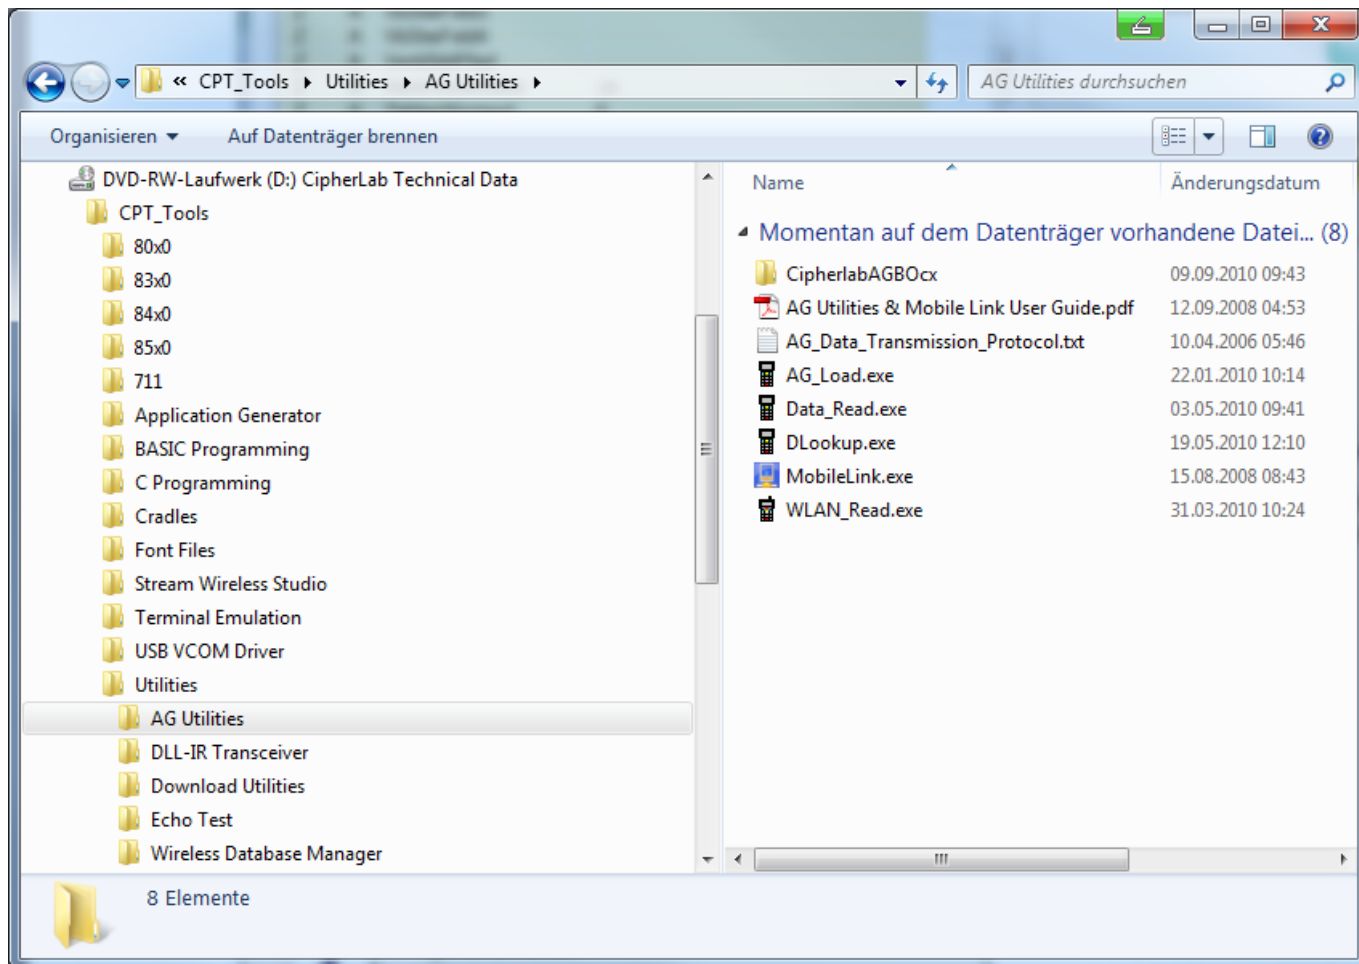 « CPT_Tools Utilities AG Utilities
AG Utilities durchsuchen
Organisieren Auf Datenträger brennen
DVD-RW-Laufwerk (D:) CipherLab Technical Data
CPT_Tools
80x0
83x0
84x0
85x0
711
Application Generator
BASIC Programming
C Programming
Cradles
Font Files
Stream Wireless Studio
Terminal Emulation
USB VCOM Driver
Utilities
AG Utilities
DLL-IR Transceiver
Download Utilities
Echo Test
Wireless Database Manager
Name Änderungsdatum
Momentan auf dem Datenträger vorhandene Datei... (8)
CipherlabAGBOcx 09.09.2010 09:43
AG Utilities & Mobile Link User Guide.pdf 12.09.2008 04:53
AG_Data_Transmission_Protocol.txt 10.04.2006 05:46
AG_Load.exe 22.01.2010 10:14
Data_Read.exe 03.05.2010 09:41
DLookup.exe 19.05.2010 12:10
MobileLink.exe 15.08.2008 08:43
WLAN_Read.exe 31.03.2010 10:24
8 Elemente